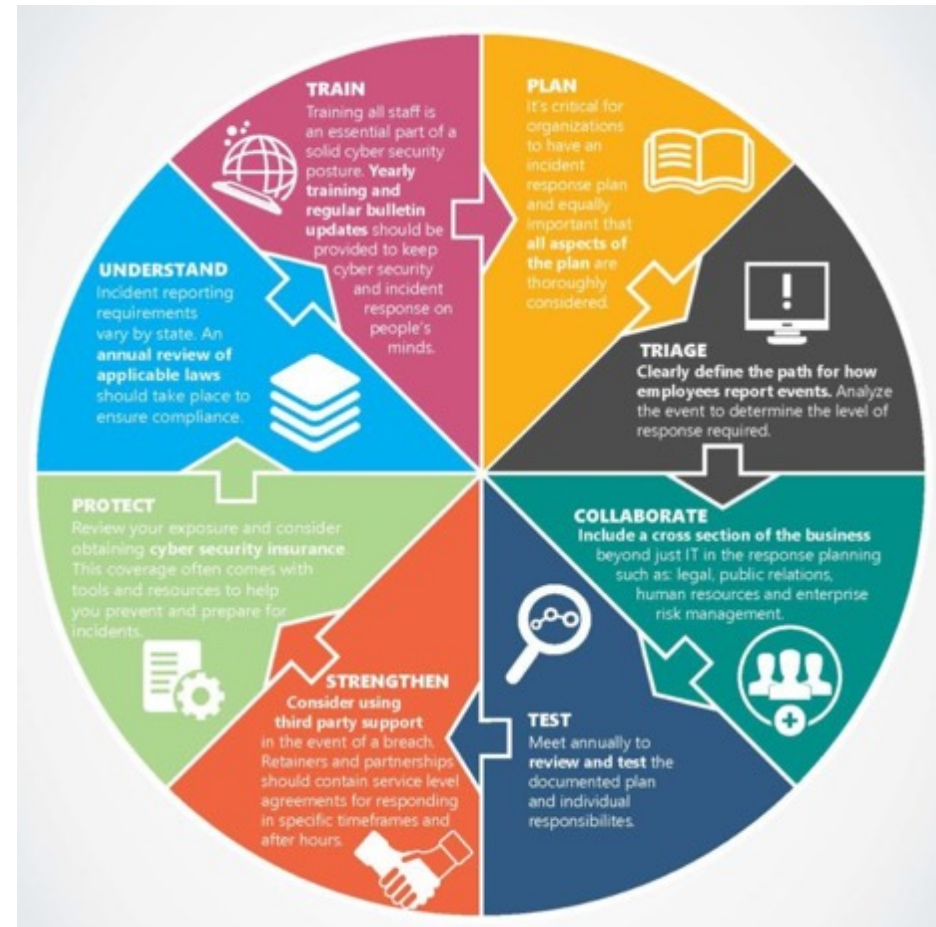 TRAIN
Training all staff is
an essential part of a
solid cyber security
posture. Yearly
training and
regular bulletin
updates should be
provided to keep
cyber security
and incident
response on
people's
minds.
PLAN
It's critical for
organizations
to have an
incident
response plan
and equally
important that
all aspects of
the plan are
thoroughly
considered.
TRIAGE
Clearly define the path for how
employees report events. Analyze
the event to determine the level of
response required.
COLLABORATE
Include a cross section of the business
beyond just IT in the response planning
such as: legal, public relations,
human resources and enterprise
risk management.
TEST
Meet annually to
review and test the
documented plan
and individual
responsibilites.
STRENGTHEN
Consider using
third party support
in the event of a breach.
Retainers and partnerships
should contain service level
agreements for responding
in specific timeframes and
after hours.
PROTECT
Review your exposure and consider
obtaining cyber security insurance
This coverage often comes with
tools and resources to help
you prevent and prepare for
incidents.
UNDERSTAND
Incident reporting
requirements
vary by state. An
annual review of
applicable laws
should take place to
ensure compliance.